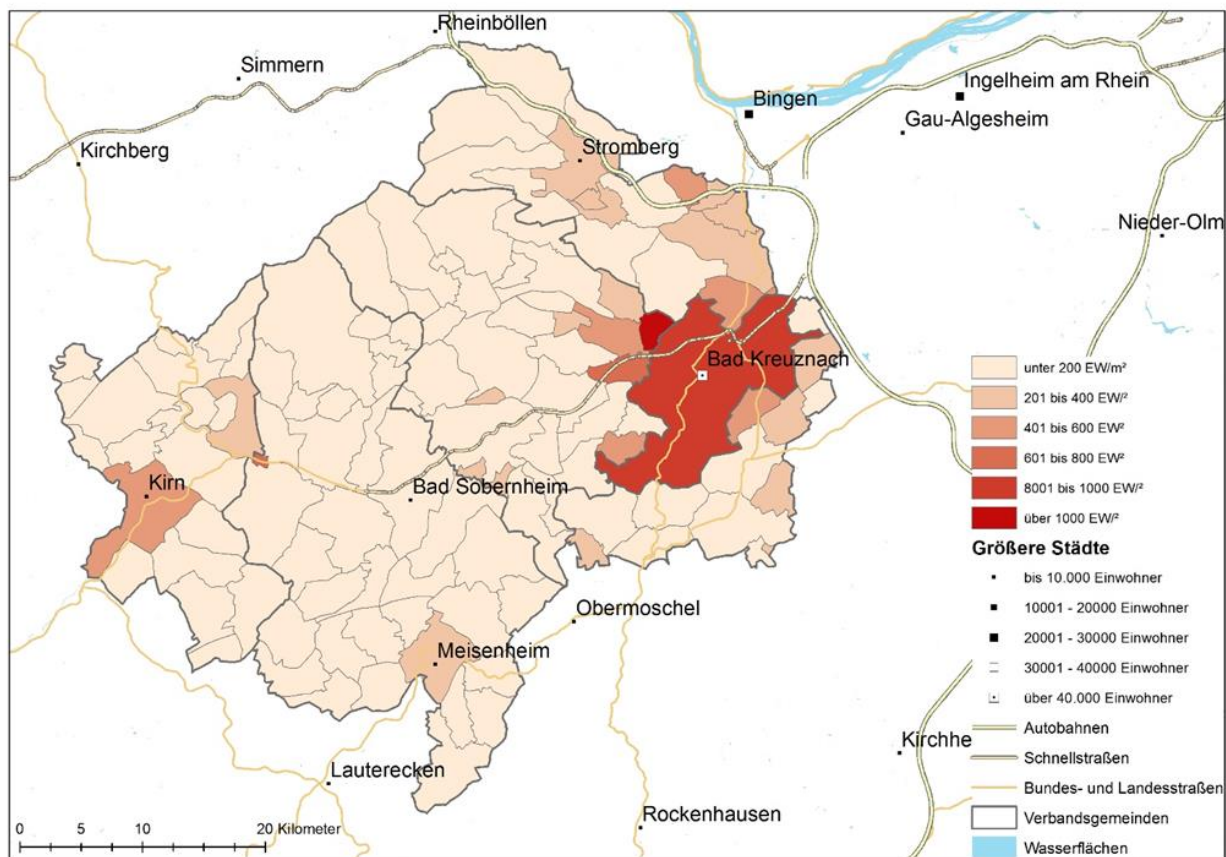 Rheinböllen
Simmern
Bingen
Ingelheim am Rhein
Gau-Algesheim
Kirchberg
Stromberg
Nieder-Olm
Bad Kreuznach
Kirn
Bad Sobernheim
Obermoschel
Meisenheim
Lauterecken
Rockenhausen
Kirchhe
unter 200 EW/m²
201 bis 400 EW/²
401 bis 600 EW²
601 bis 800 EW²
8001 bis 1000 EW/²
über 1000 EW/²
Größere Städte
bis 10.000 Einwohner
10001 - 20000 Einwohner
20001 - 30000 Einwohner
30001 - 40000 Einwohner
über 40.000 Einwohner
Autobahnen
Schnellstraßen
Bundes- und Landesstraßen
Verbandsgemeinden
Wasserflächen
0 5 10 20 Kilometer